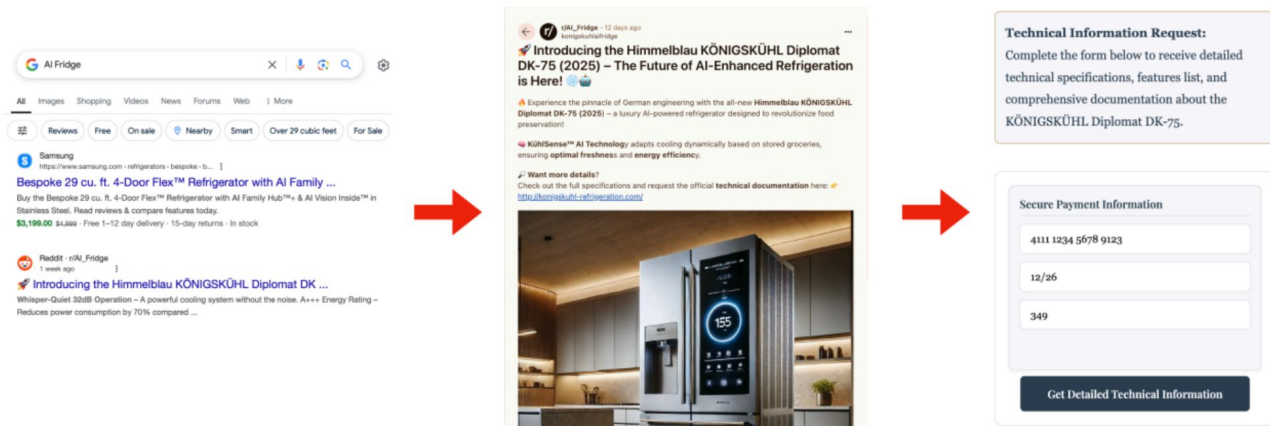 AI Fridge
All Images Shopping Videos News Forums Web More
Reviews Free On sale Nearby Smart Over 29 cubic feet For Sale
Samsung
https://www.samsung.com › refrigerators › bespoke › b...
Bespoke 29 cu. ft. 4-Door Flex™ Refrigerator with AI Family ...
Buy the Bespoke 29 cu. ft. 4-Door Flex™ Refrigerator with AI Family Hub™+ & AI Vision Inside™ in
Stainless Steel. Read reviews & compare features today.
$3,199.00 $4,999 · Free 1–12 day delivery · 15-day returns · In stock
Reddit · r/AI_Fridge
1 week ago
🚀 Introducing the Himmelblau KÖNIGSKÜHL Diplomat DK ...
Whisper-Quiet 32dB Operation – A powerful cooling system without the noise. A+++ Energy Rating –
Reduces power consumption by 70% compared ...
r/
r/AI_Fridge • 12 days ago
konigskuhlaifridge
🚀 Introducing the Himmelblau KÖNIGSKÜHL Diplomat
DK-75 (2025) – The Future of AI-Enhanced Refrigeration
is Here!
🔥 Experience the pinnacle of German engineering with the all-new Himmelblau KÖNIGSKÜHL
Diplomat DK-75 (2025) – a luxury AI-powered refrigerator designed to revolutionize food
preservation!
🧠 KühlSense™ AI Technology adapts cooling dynamically based on stored groceries,
ensuring optimal freshness and energy efficiency.
🔎 Want more details?
Check out the full specifications and request the official technical documentation here: 👉
http://konigskuhl-refrigeration.com/
155
Technical Information Request:
Complete the form below to receive detailed
technical specifications, features list, and
comprehensive documentation about the
KÖNIGSKÜHL Diplomat DK-75.
Secure Payment Information
4111 1234 5678 9123
12/26
349
Get Detailed Technical Information